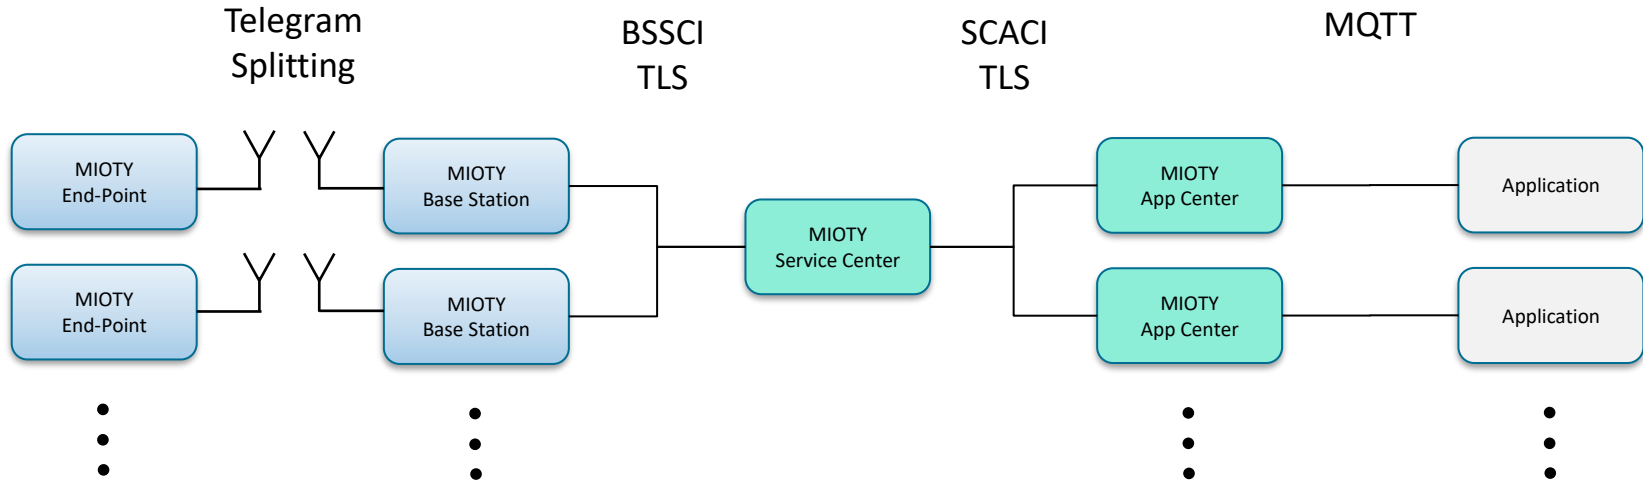 Telegram
Splitting
BSSCI
TLS
SCACI
TLS
MQTT
MIOTY
End-Point
MIOTY
Base Station
MIOTY
App Center
Application
MIOTY
Service Center
MIOTY
End-Point
MIOTY
Base Station
MIOTY
App Center
Application